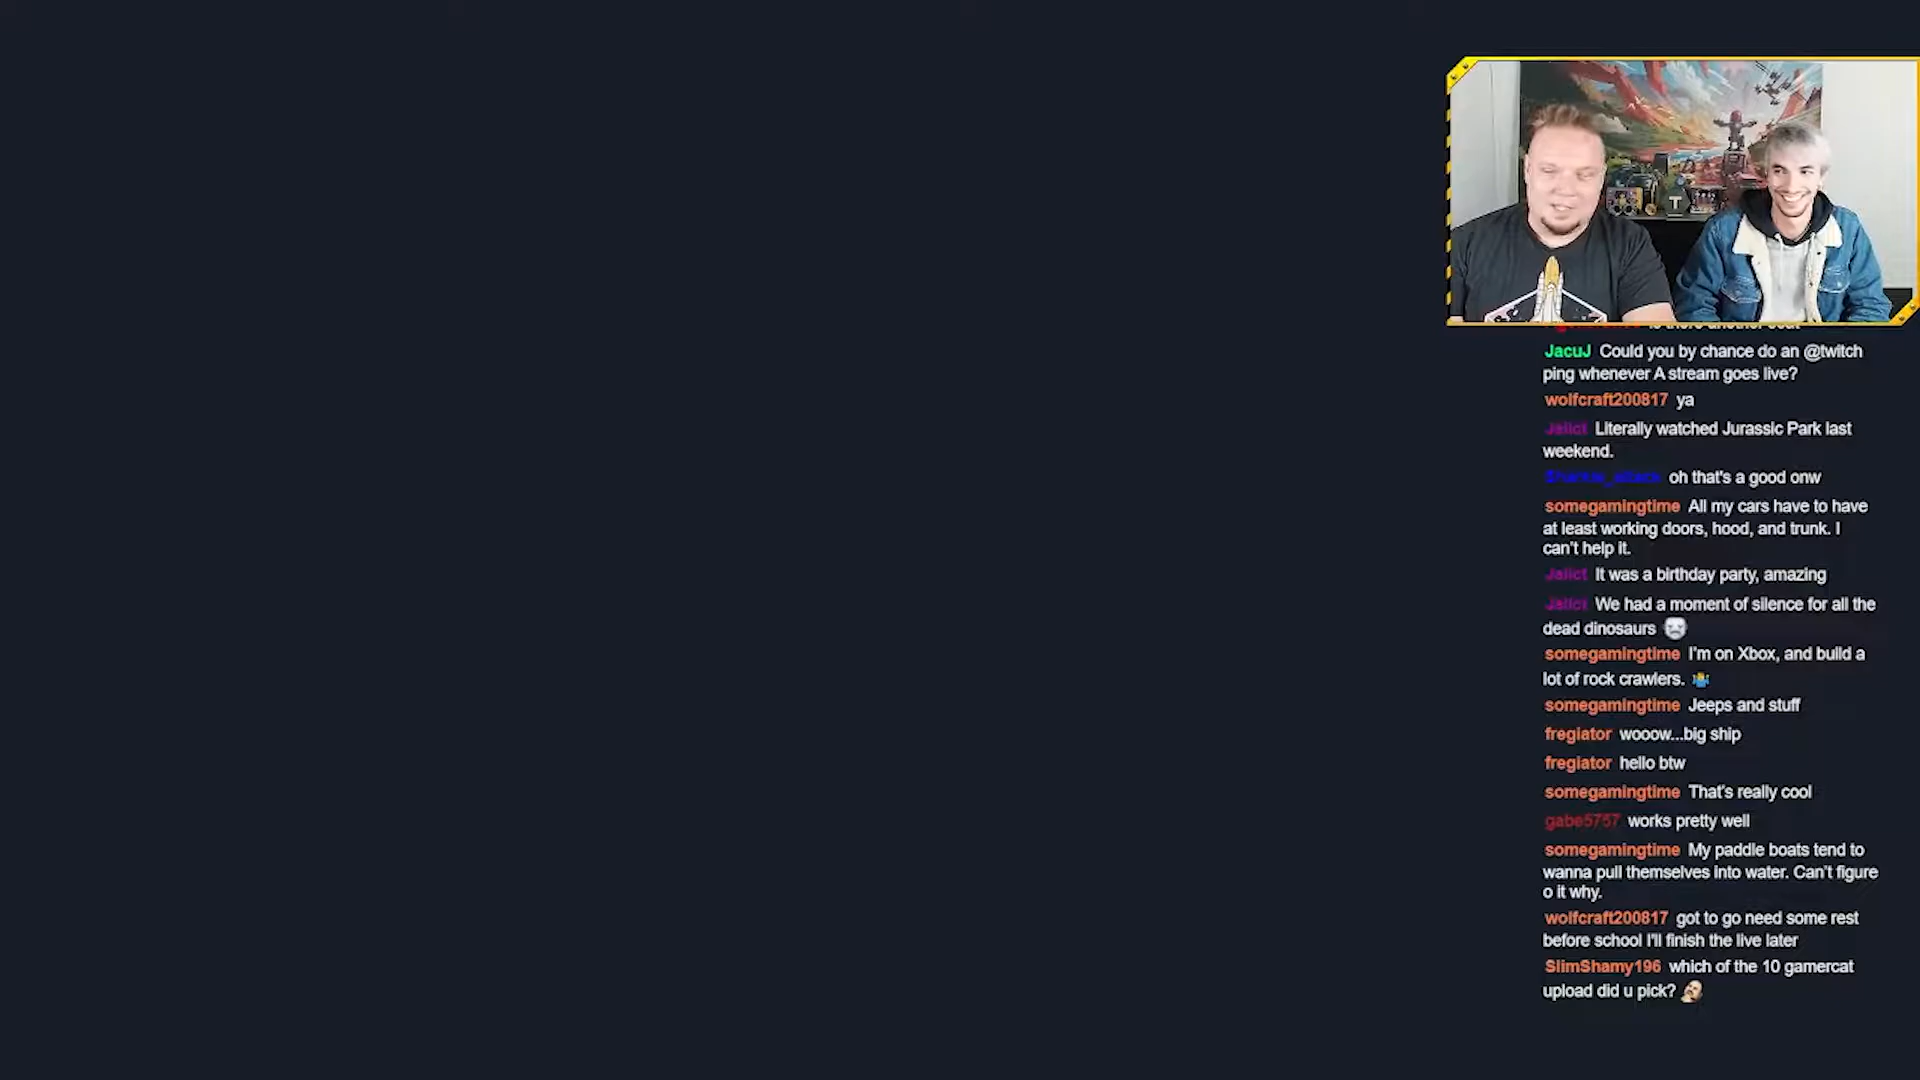 T
JacuJ Could you by chance do an @twitch
ping whenever A stream goes live?
wolfcraft200817 ya
Jalict Literally watched Jurassic Park last
weekend.
oh that's a good onw
somegamingtime All my cars have to have
at least working doors, hood, and trunk. I
can't help it.
Jalict It was a birthday party, amazing
Jalict We had a moment of silence for all the
dead dinosaurs
somegamingtime I'm on Xbox, and build a
lot of rock crawlers.
somegamingtime Jeeps and stuff
fregiator wooow...big ship
fregiator hello btw
somegamingtime That's really cool
gabe5757 works pretty well
somegamingtime My paddle boats tend to
wanna pull themselves into water. Can't figure
o it why.
wolfcraft200817 got to go need some rest
before school I'll finish the live later
SlimShamy196 which of the 10 gamercat
upload did u pick?